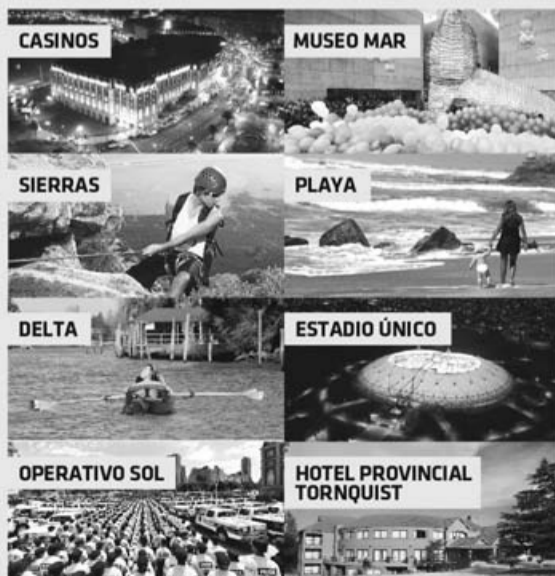 CASINOS
MUSEO MAR
SIERRAS
PLAYA
DELTA
ESTADIO ÚNICO
OPERATIVO SOL
HOTEL PROVINCIAL
TORNQUIST